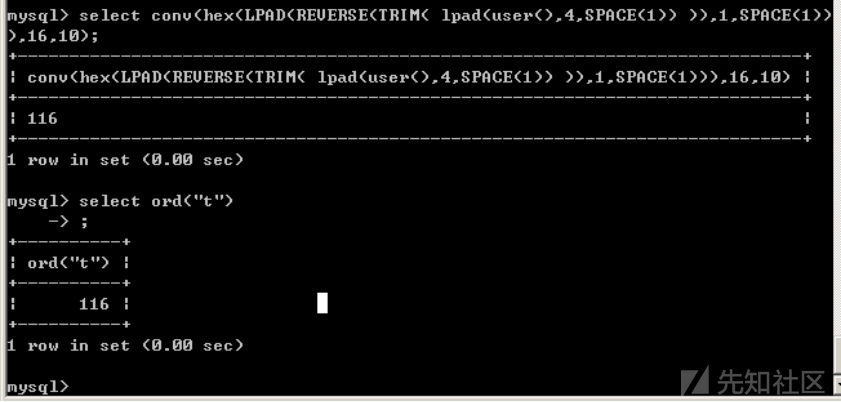 mysql> select conv(hex(LPAD(REVERSE(TRIM( lpad(user(),4,SPACE(1)) )),1,SPACE(1))
),16,10);
+-----------------------------------------------------------------------------+
| conv(hex(LPAD(REVERSE(TRIM( lpad(user(),4,SPACE(1)) )),1,SPACE(1))),16,10) |
+-----------------------------------------------------------------------------+
| 116 |
+-----------------------------------------------------------------------------+
1 row in set (0.00 sec)
mysql> select ord("t")
-> ;
+----------+
| ord("t") |
+----------+
| 116 |
+----------+
1 row in set (0.00 sec)
mysql>
先知社区